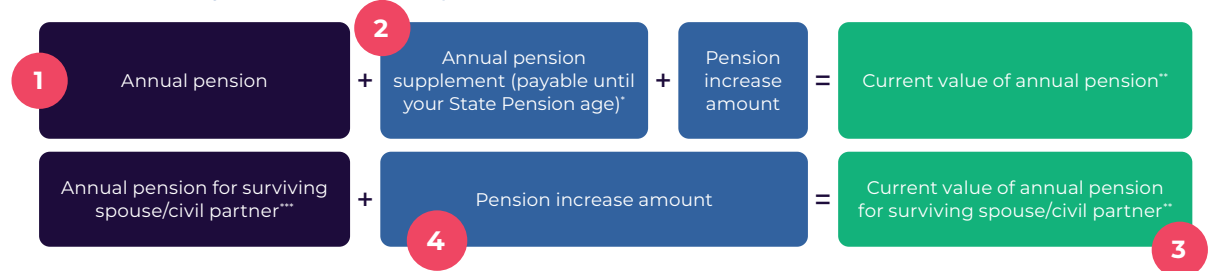 2
1
Annual pension
+
Annual pension
supplement (payable until
your State Pension age)*
+
Pension
increase
amount
=
Current value of annual pension**
Annual pension for surviving
spouse/civil partner***
+
Pension increase amount
=
Current value of annual pension
for surviving spouse/civil partner**
4
3